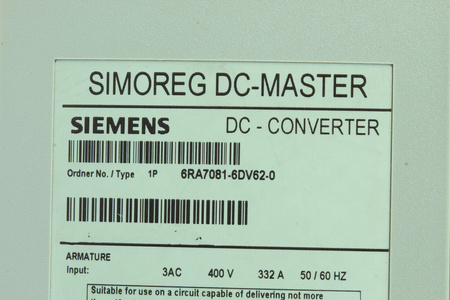 SIMOREG DC-MASTER
SIEMENS DC - CONVERTER
Ordner No. / Type 1P 6RA7081-6DV62-0
ARMATURE
Input: 3AC 400 V 332 A 50 / 60 HZ
Suitable for use on a circuit capable of delivering not more